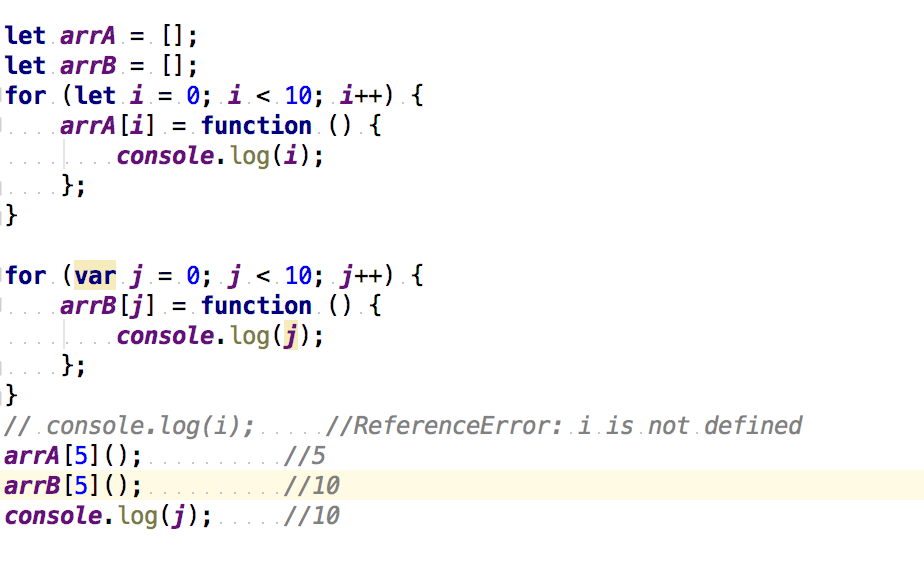 let arrA = [];
let arrB = [];
for (let i = 0; i < 10; i++) {
    arrA[i] = function () {
        console.log(i);
    };
}

for (var j = 0; j < 10; j++) {
    arrB[j] = function () {
        console.log(j);
    };
}
// console.log(i);     //ReferenceError: i is not defined
arrA[5]();          //5
arrB[5]();          //10
console.log(j);     //10